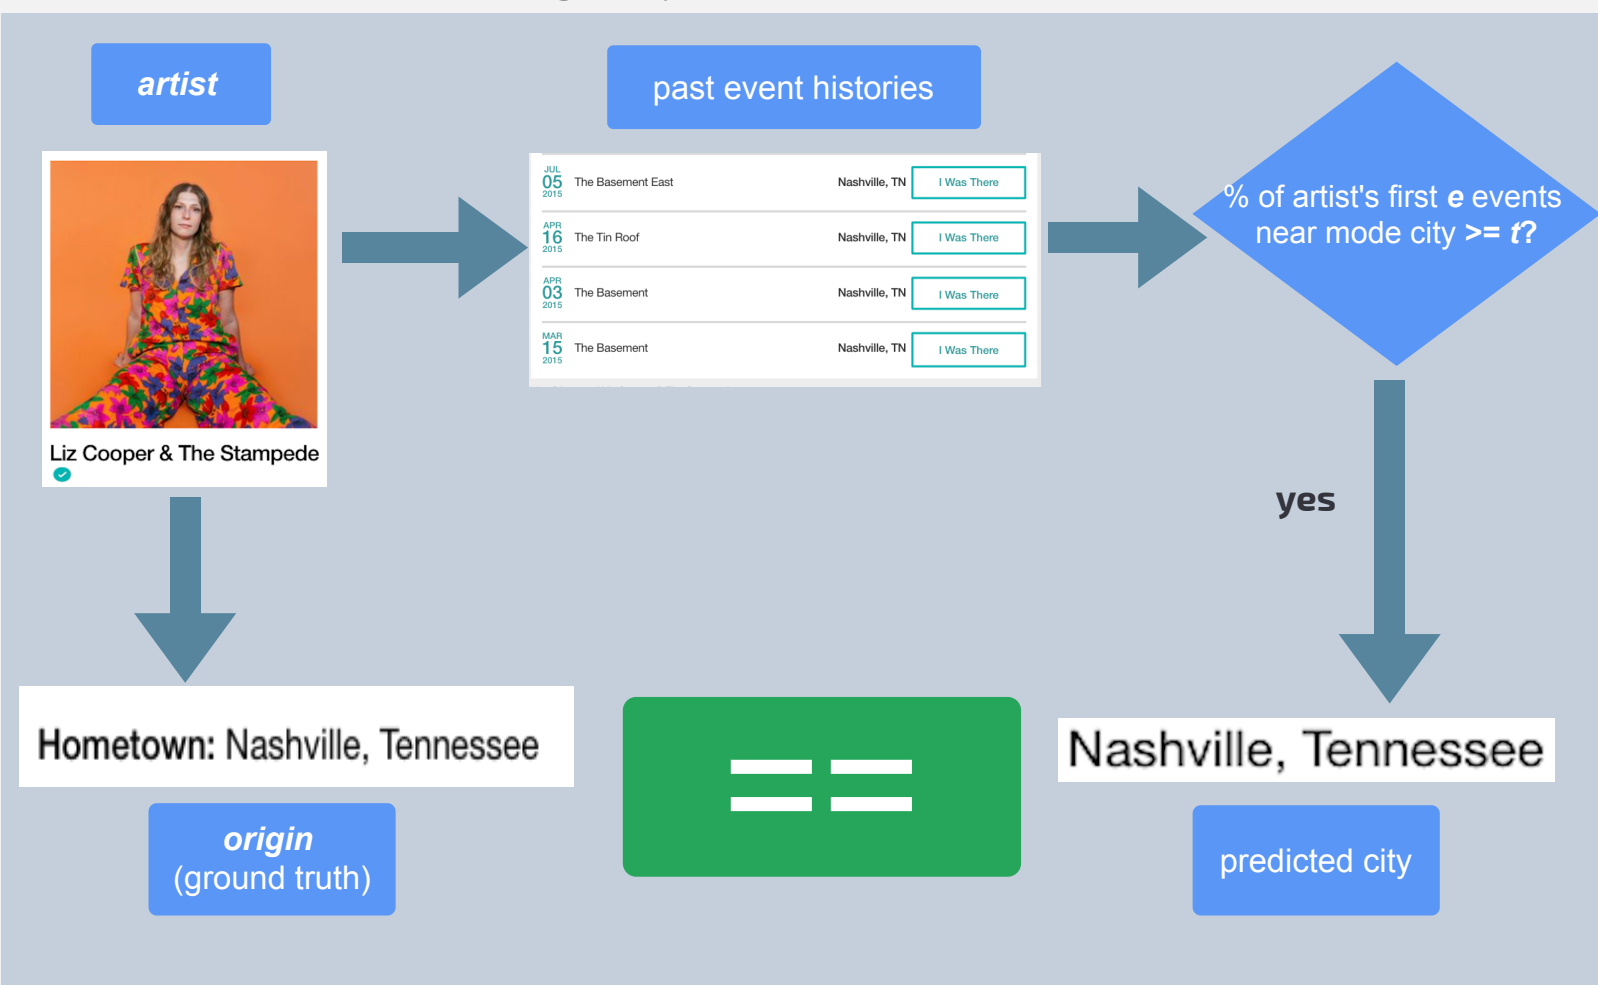 artist
past event histories
JUL
05
2015
The Basement East
Nashville, TN
I Was There
APR
16
2015
The Tin Roof
Nashville, TN
I Was There
APR
03
2015
The Basement
Nashville, TN
I Was There
MAR
15
2015
The Basement
Nashville, TN
I Was There
% of artist's first e events
near mode city >= t?
Liz Cooper & The Stampede
yes
Hometown: Nashville, Tennessee
==
Nashville, Tennessee
origin
(ground truth)
predicted city